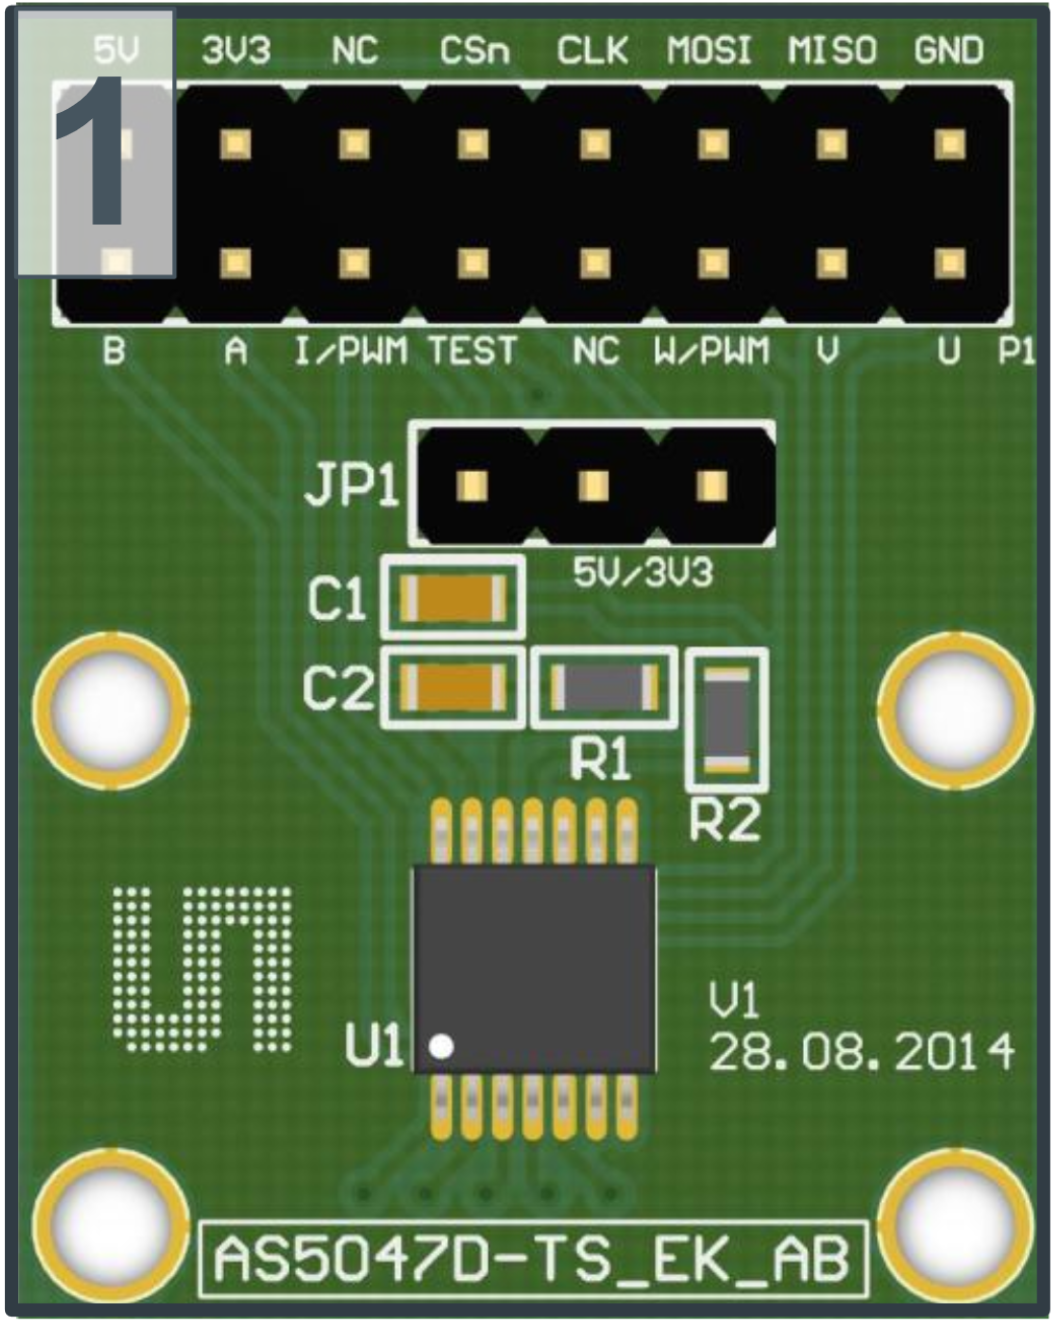 1
5V 3V3 NC CSn CLK MOSI MISO GND
B A I/PWM TEST NC W/PWM V U P1
JP1
5V/3V3
C1
C2
R1
R2
U1
V1
28.08.2014
AS5047D-TS_EK_AB